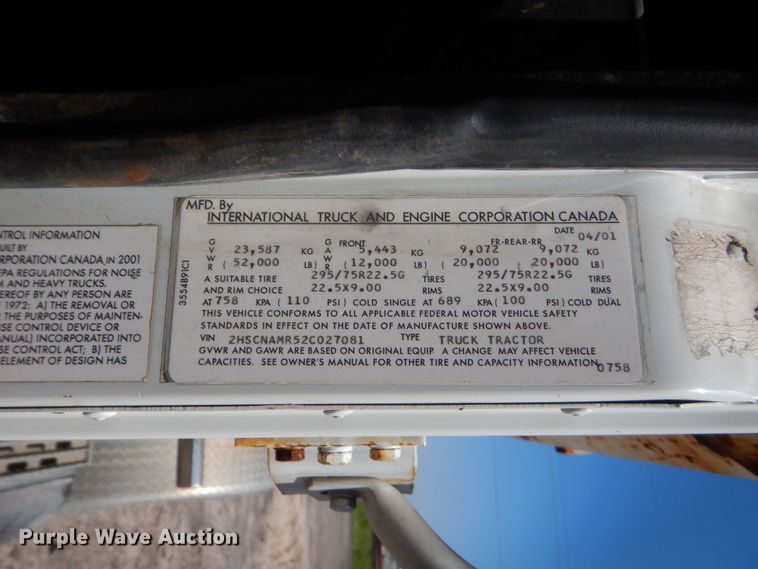 NTROL INFORMATION
UILT BY
ORPORATION CANADA, IN 2001
EPA REGULATIONS FOR NOISE
M AND HEAVY TRUCKS.
EREOF BY ANY PERSON ARE
F 1972: A) THE REMOVAL OR
THE PURPOSES OF MAINTEN-
ISE CONTROL DEVICE OR
ANUAL) INCORPORATED INTO
SE CONTROL ACT; B) THE
ELEMENT OF DESIGN HAS
3554891C1
MFD. By
INTERNATIONAL TRUCK AND ENGINE CORPORATION CANADA
DATE 04/01
GVWR 23,587 KG GAWR FRONT 5,443 KG FR-REAR-RR 9,072 9,072 KG
(52,000 LB) (12,000 LB) (20,000 20,000 LB)
A SUITABLE TIRE 295/75R22.5G TIRES 295/75R22.5G TIRES
AND RIM CHOICE 22.5X9.00 RIMS 22.5X9.00 RIMS
AT 758 KPA (110 PSI) COLD SINGLE AT 689 KPA (100 PSI) COLD DUAL
THIS VEHICLE CONFORMS TO ALL APPLICABLE FEDERAL MOTOR VEHICLE SAFETY
STANDARDS IN EFFECT ON THE DATE OF MANUFACTURE SHOWN ABOVE.
VIN 2HSCNAMR52C027081 TYPE TRUCK TRACTOR
GVWR AND GAWR ARE BASED ON ORIGINAL EQUIP A CHANGE MAY AFFECT VEHICLE
CAPACITIES. SEE OWNER'S MANUAL FOR OTHER TIRE AND CAPACITY INFORMATION
0758
Purple Wave Auction